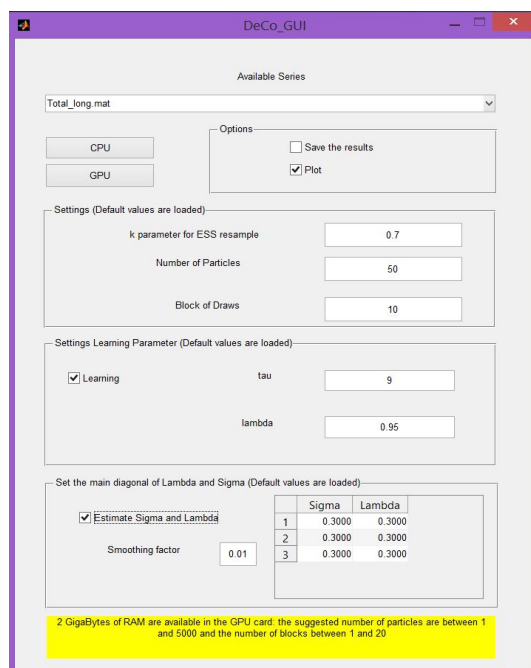 DeCo_GUI
Available Series
Total_long.mat
CPU
GPU
Options
Save the results
Plot
Settings (Default values are loaded)
k parameter for ESS resample
0.7
Number of Particles
50
Block of Draws
10
Settings Learning Parameter (Default values are loaded)
Learning
tau
9
lambda
0.95
Set the main diagonal of Lambda and Sigma (Default values are loaded)
Estimate Sigma and Lambda
Smoothing factor
0.01
Sigma Lambda
1 0.3000 0.3000
2 0.3000 0.3000
3 0.3000 0.3000
2 GigaBytes of RAM are available in the GPU card: the suggested number of particles are between 1
and 5000 and the number of blocks between 1 and 20